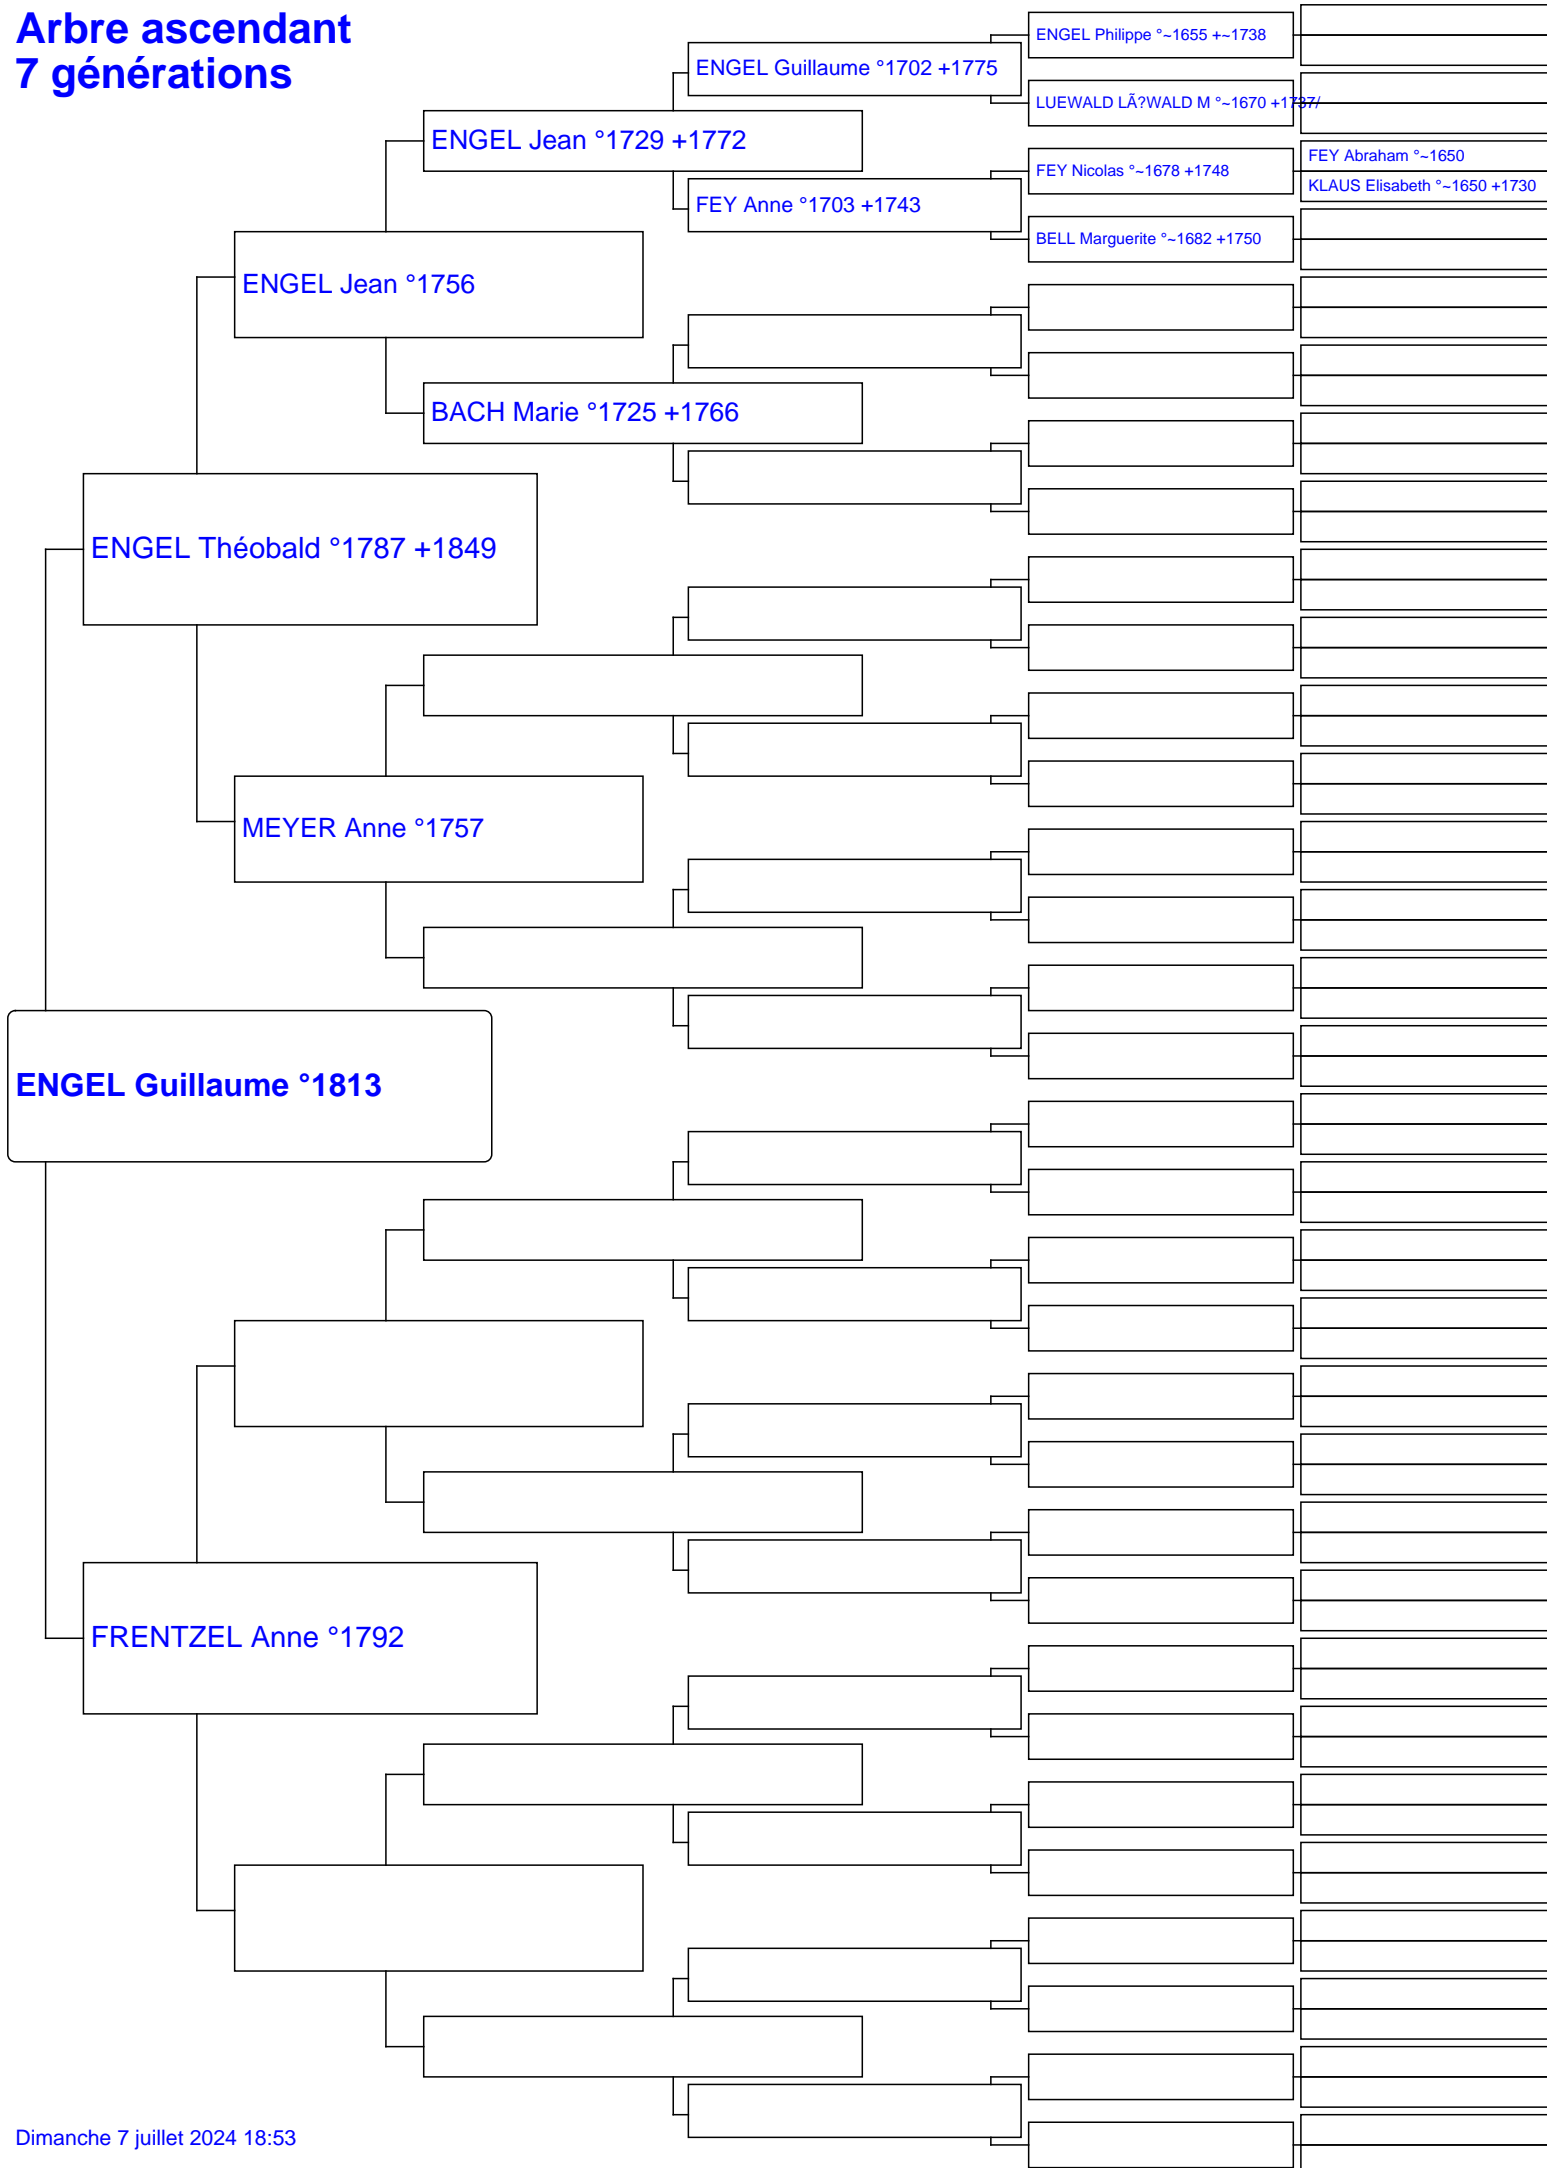 Arbre ascendant
7 générations
ENGEL Philippe °~1655 +~1738
ENGEL Guillaume °1702 +1775
LUEWALD LÃ?WALD M °~1670 +1737/
ENGEL Jean °1729 +1772
FEY Abraham °~1650
FEY Nicolas °~1678 +1748
KLAUS Elisabeth °~1650 +1730
FEY Anne °1703 +1743
BELL Marguerite °~1682 +1750
ENGEL Jean °1756
BACH Marie °1725 +1766
ENGEL Théobald °1787 +1849
MEYER Anne °1757
ENGEL Guillaume °1813
FRENTZEL Anne °1792
Dimanche 7 juillet 2024 18:53